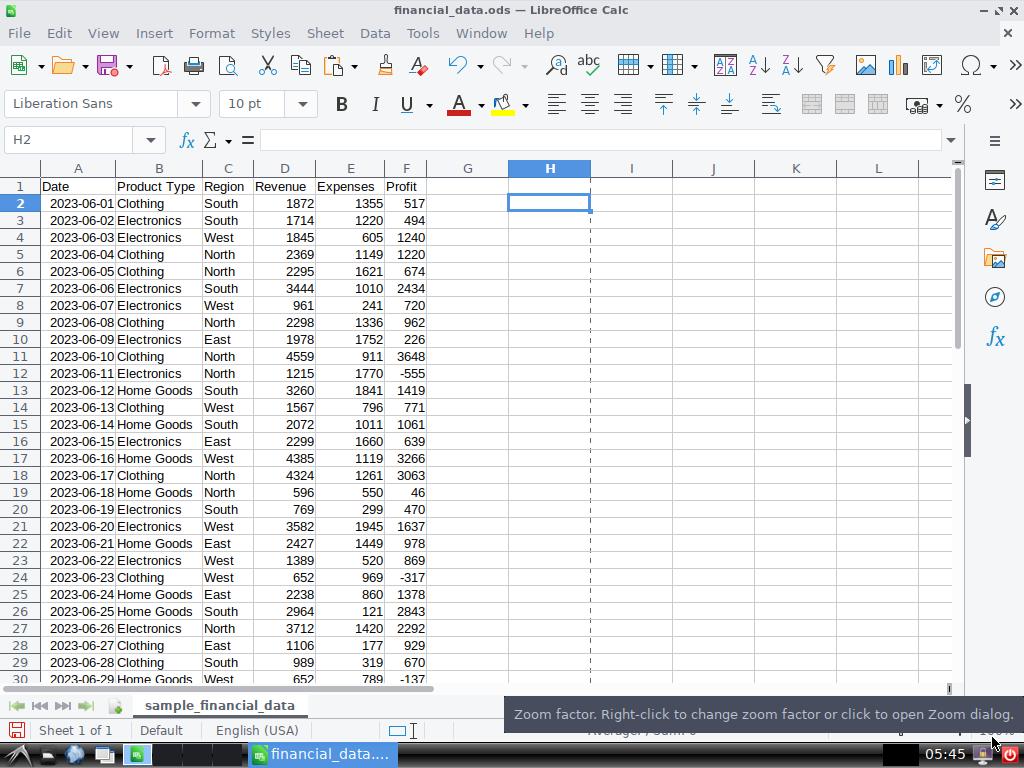 financial_data.ods — LibreOffice Calc
File Edit View Insert Format Styles Sheet Data Tools Window Help
Liberation Sans 10 pt B I U A %
H2 fx Σ =
A B C D E F G H I J K L
1 Date Product Type Region Revenue Expenses Profit
2 2023-06-01 Clothing South 1872 1355 517
3 2023-06-02 Electronics South 1714 1220 494
4 2023-06-03 Electronics West 1845 605 1240
5 2023-06-04 Clothing North 2369 1149 1220
6 2023-06-05 Clothing North 2295 1621 674
7 2023-06-06 Electronics South 3444 1010 2434
8 2023-06-07 Electronics West 961 241 720
9 2023-06-08 Clothing North 2298 1336 962
10 2023-06-09 Electronics East 1978 1752 226
11 2023-06-10 Clothing North 4559 911 3648
12 2023-06-11 Electronics North 1215 1770 -555
13 2023-06-12 Home Goods South 3260 1841 1419
14 2023-06-13 Clothing West 1567 796 771
15 2023-06-14 Home Goods South 2072 1011 1061
16 2023-06-15 Electronics East 2299 1660 639
17 2023-06-16 Home Goods West 4385 1119 3266
18 2023-06-17 Clothing North 4324 1261 3063
19 2023-06-18 Home Goods North 596 550 46
20 2023-06-19 Electronics South 769 299 470
21 2023-06-20 Electronics West 3582 1945 1637
22 2023-06-21 Home Goods East 2427 1449 978
23 2023-06-22 Electronics West 1389 520 869
24 2023-06-23 Clothing West 652 969 -317
25 2023-06-24 Home Goods East 2238 860 1378
26 2023-06-25 Home Goods South 2964 121 2843
27 2023-06-26 Electronics North 3712 1420 2292
28 2023-06-27 Clothing East 1106 177 929
29 2023-06-28 Clothing South 989 319 670
30 2023-06-29 Home Goods West 652 789 -137
sample_financial_data
Zoom factor. Right-click to change zoom factor or click to open Zoom dialog.
Sheet 1 of 1 Default English (USA)
financial_data.... 05:45